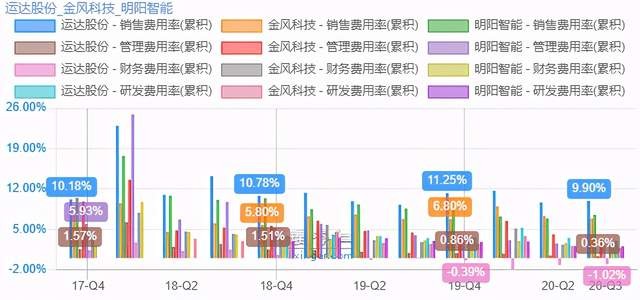 运达股份_金风科技_明阳智能
运达股份 - 销售费用率(累积) 金风科技 - 销售费用率(累积) 明阳智能 - 销售费用率(累积)
运达股份 - 管理费用率(累积) 金风科技 - 管理费用率(累积) 明阳智能 - 管理费用率(累积)
运达股份 - 财务费用率(累积) 金风科技 - 财务费用率(累积) 明阳智能 - 财务费用率(累积)
运达股份 - 研发费用率(累积) 金风科技 - 研发费用率(累积) 明阳智能 - 研发费用率(累积)
26.00%
19.00%
12.00%
5.00%
-2.00%
10.18% 10.78% 11.25% 9.90%
5.93% 5.80% 6.80%
1.57% 1.51% 0.86% 0.36%
-0.39% -1.02%
17-Q4 18-Q2 18-Q4 19-Q2 19-Q4 20-Q2 20-Q3